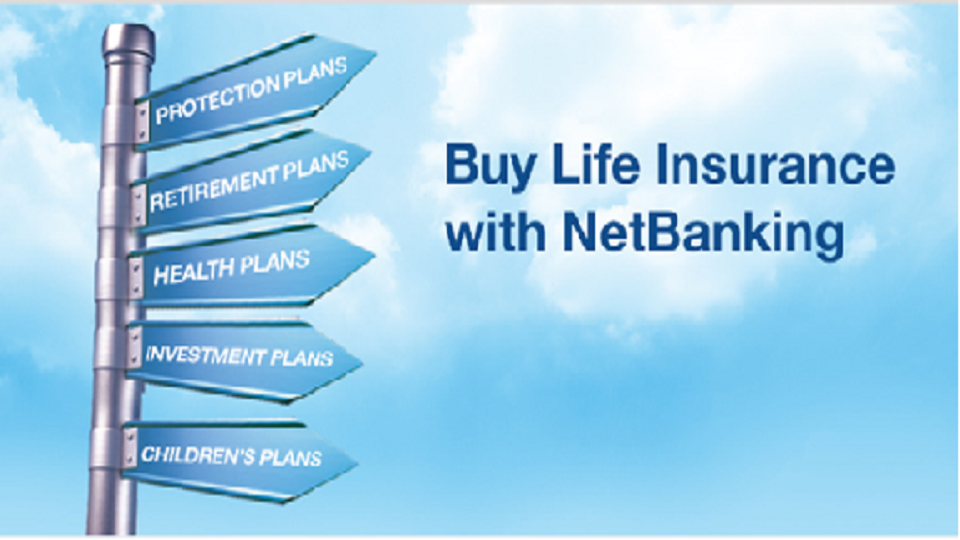 PROTECTION PLANS
RETIREMENT PLANS
HEALTH PLANS
INVESTMENT PLANS
CHILDREN'S PLANS
Buy Life Insurance
with NetBanking